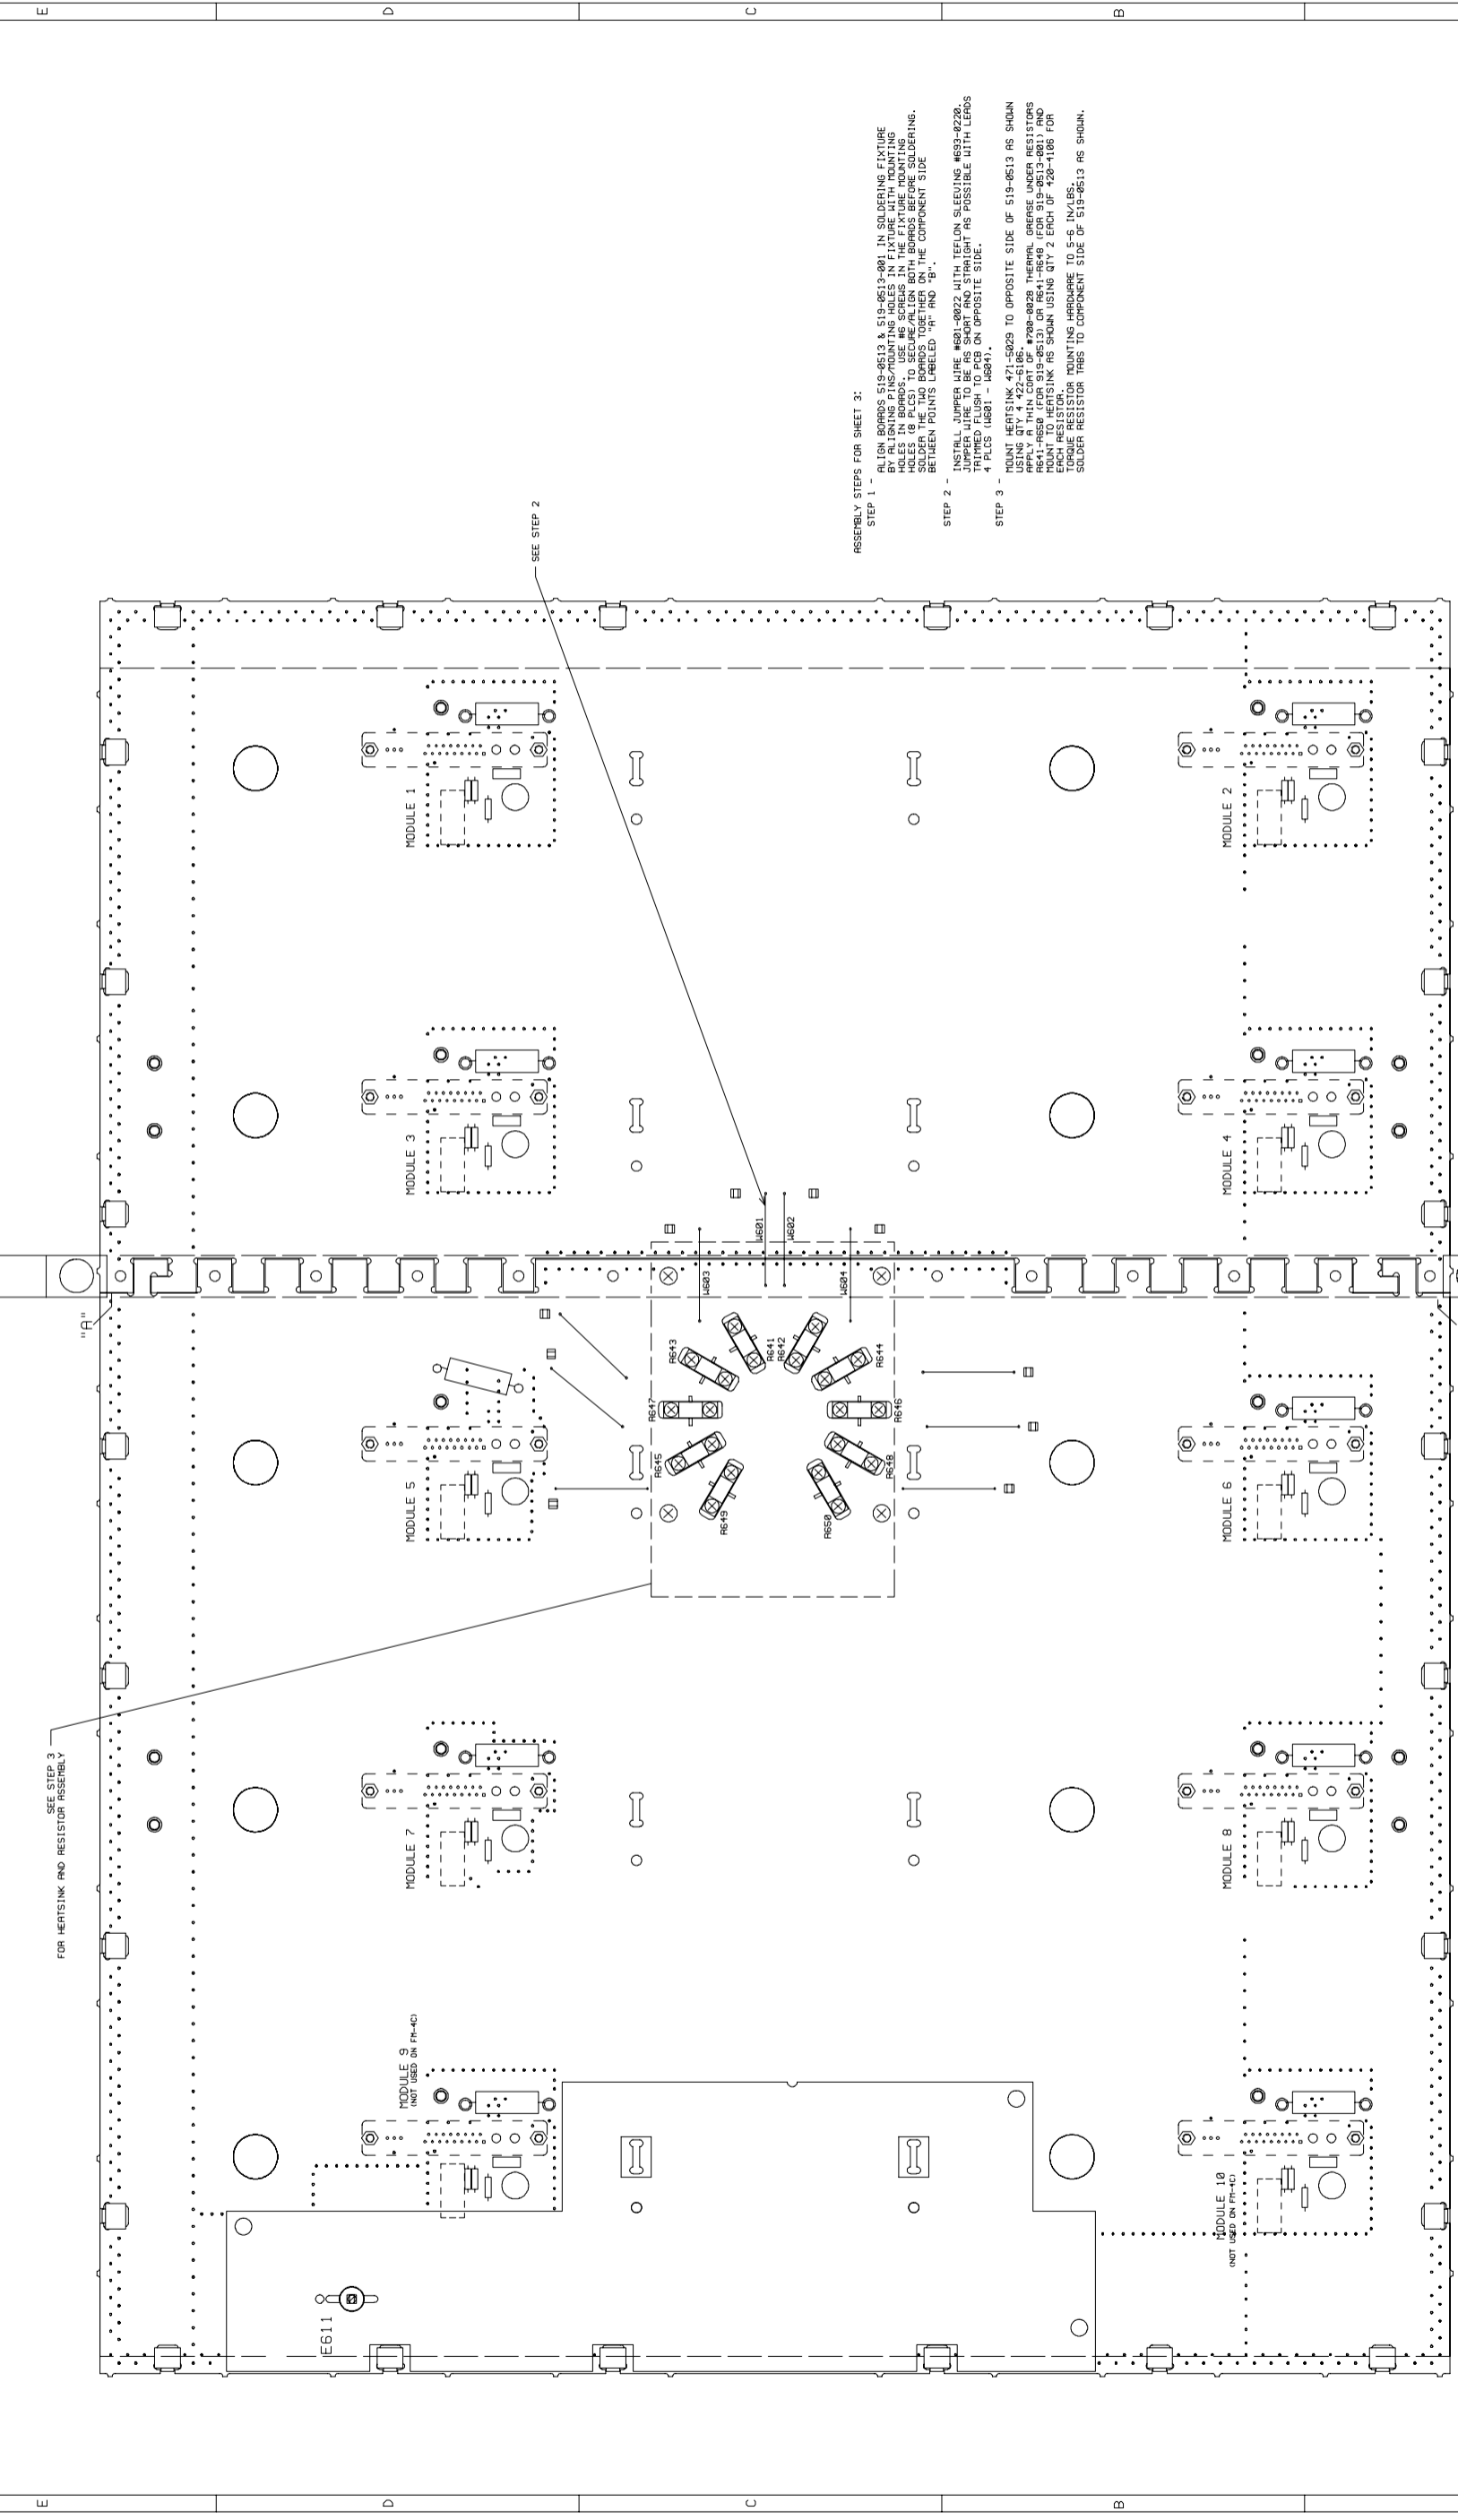 E
D
C
B
SEE STEP 3
FOR HEATSINK AND RESISTOR ASSEMBLY
"A"
SEE STEP 2
ASSEMBLY STEPS FOR SHEET 3:
STEP 1 -
ALIGN BOARDS 519-0513 & 519-0513-001 IN SOLDERING FIXTURE
BY ALIGNING PINS/MOUNTING HOLES IN FIXTURE WITH MOUNTING
HOLES IN BOARDS. USE #6 SCREWS IN THE FIXTURE MOUNTING
HOLES (8 PLCS) TO SECURE/ALIGN BOTH BOARDS BEFORE SOLDERING.
SOLDER THE TWO BOARDS TOGETHER ON THE COMPONENT SIDE
BETWEEN POINTS LABELED "A" AND "B".
STEP 2 -
INSTALL JUMPER WIRE #601-0022 WITH TEFLON SLEEVING #693-0220.
JUMPER WIRE TO BE AS SHORT AND STRAIGHT AS POSSIBLE WITH LEADS
TRIMMED FLUSH TO PCB ON OPPOSITE SIDE.
4 PLCS (W601 - W604).
STEP 3 -
MOUNT HEATSINK 471-5029 TO OPPOSITE SIDE OF 519-0513 AS SHOWN
USING QTY 4 422-6106.
APPLY A THIN COAT OF #700-0028 THERMAL GREASE UNDER RESISTORS
R641-R650 (FOR 919-0513) OR R641-R648 (FOR 919-0513-001) AND
MOUNT TO HEATSINK AS SHOWN USING QTY 2 EACH OF 420-4106 FOR
EACH RESISTOR.
TORQUE RESISTOR MOUNTING HARDWARE TO 5-6 IN/LBS.
SOLDER RESISTOR TABS TO COMPONENT SIDE OF 519-0513 AS SHOWN.
MODULE 9
(NOT USED ON FM-4C)
MODULE 7
MODULE 5
MODULE 3
MODULE 1
E611
R649
R645
R647
R643
R641
R642
R644
R646
R648
R650
W603
W601
W602
W604
MODULE 10
(NOT USED ON FM-4C)
MODULE 8
MODULE 6
MODULE 4
MODULE 2
E
D
C
B